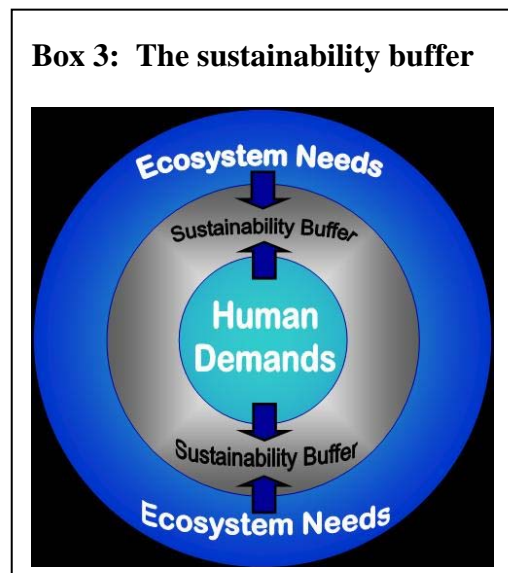 Box 3: The sustainability buffer
Ecosystem Needs
Sustainability Buffer
Human
Demands
Sustainability Buffer
Ecosystem Needs